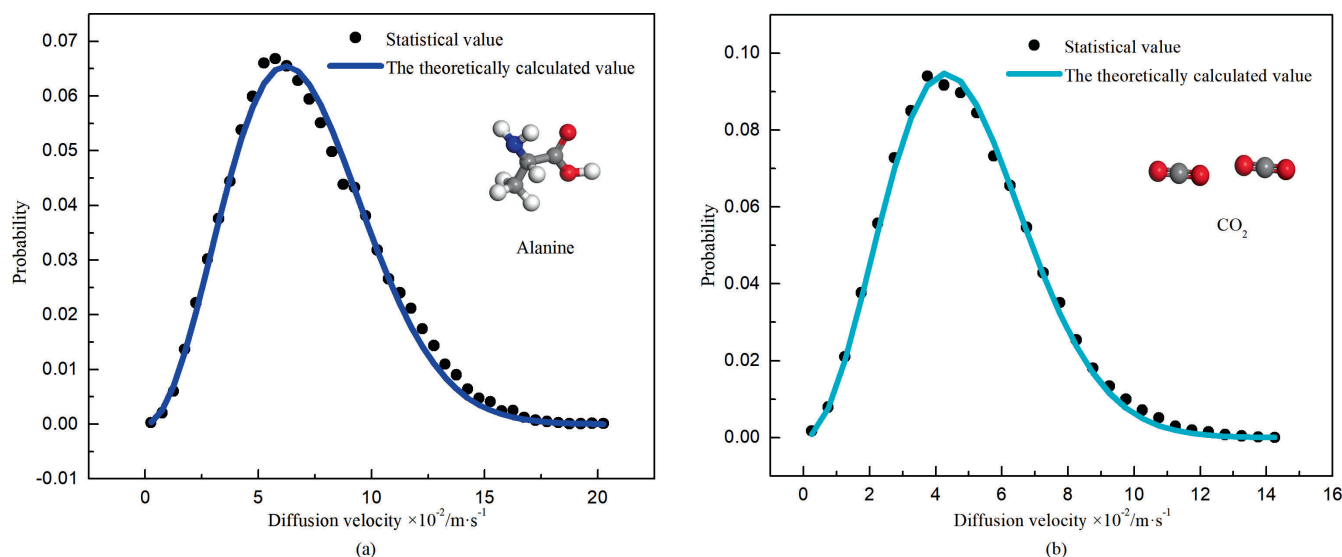 0.07
0.06
0.05
0.04
0.03
0.02
0.01
0.00
-0.01
Probability
Statistical value
The theoretically calculated value
Alanine
0 5 10 15 20
Diffusion velocity ×10⁻²/m·s⁻¹
(a)
0.10
0.08
0.06
0.04
0.02
0.00
Probability
Statistical value
The theoretically calculated value
CO₂
0 2 4 6 8 10 12 14 16
Diffusion velocity ×10⁻²/m·s⁻¹
(b)